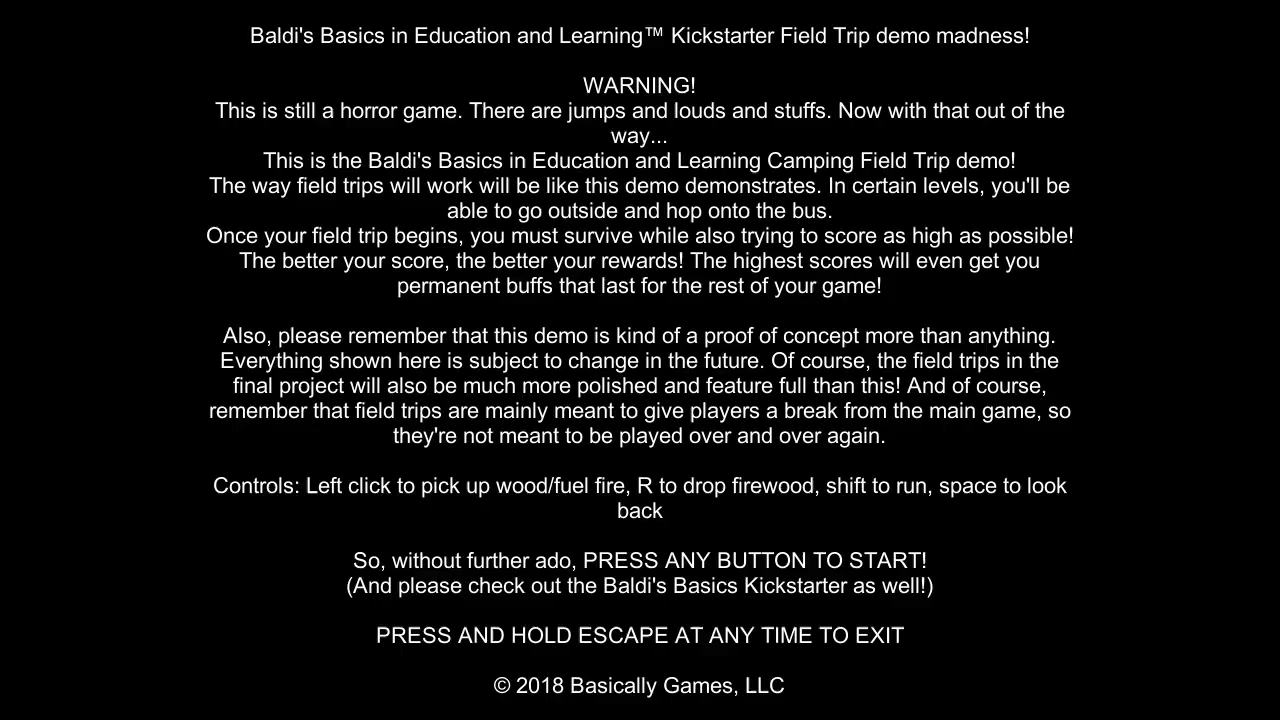 Baldi's Basics in Education and Learning™ Kickstarter Field Trip demo madness!
WARNING!
This is still a horror game. There are jumps and louds and stuffs. Now with that out of the
way...
This is the Baldi's Basics in Education and Learning Camping Field Trip demo!
The way field trips will work will be like this demo demonstrates. In certain levels, you'll be
able to go outside and hop onto the bus.
Once your field trip begins, you must survive while also trying to score as high as possible!
The better your score, the better your rewards! The highest scores will even get you
permanent buffs that last for the rest of your game!
Also, please remember that this demo is kind of a proof of concept more than anything.
Everything shown here is subject to change in the future. Of course, the field trips in the
final project will also be much more polished and feature full than this! And of course,
remember that field trips are mainly meant to give players a break from the main game, so
they're not meant to be played over and over again.
Controls: Left click to pick up wood/fuel fire, R to drop firewood, shift to run, space to look
back
So, without further ado, PRESS ANY BUTTON TO START!
(And please check out the Baldi's Basics Kickstarter as well!)
PRESS AND HOLD ESCAPE AT ANY TIME TO EXIT
© 2018 Basically Games, LLC